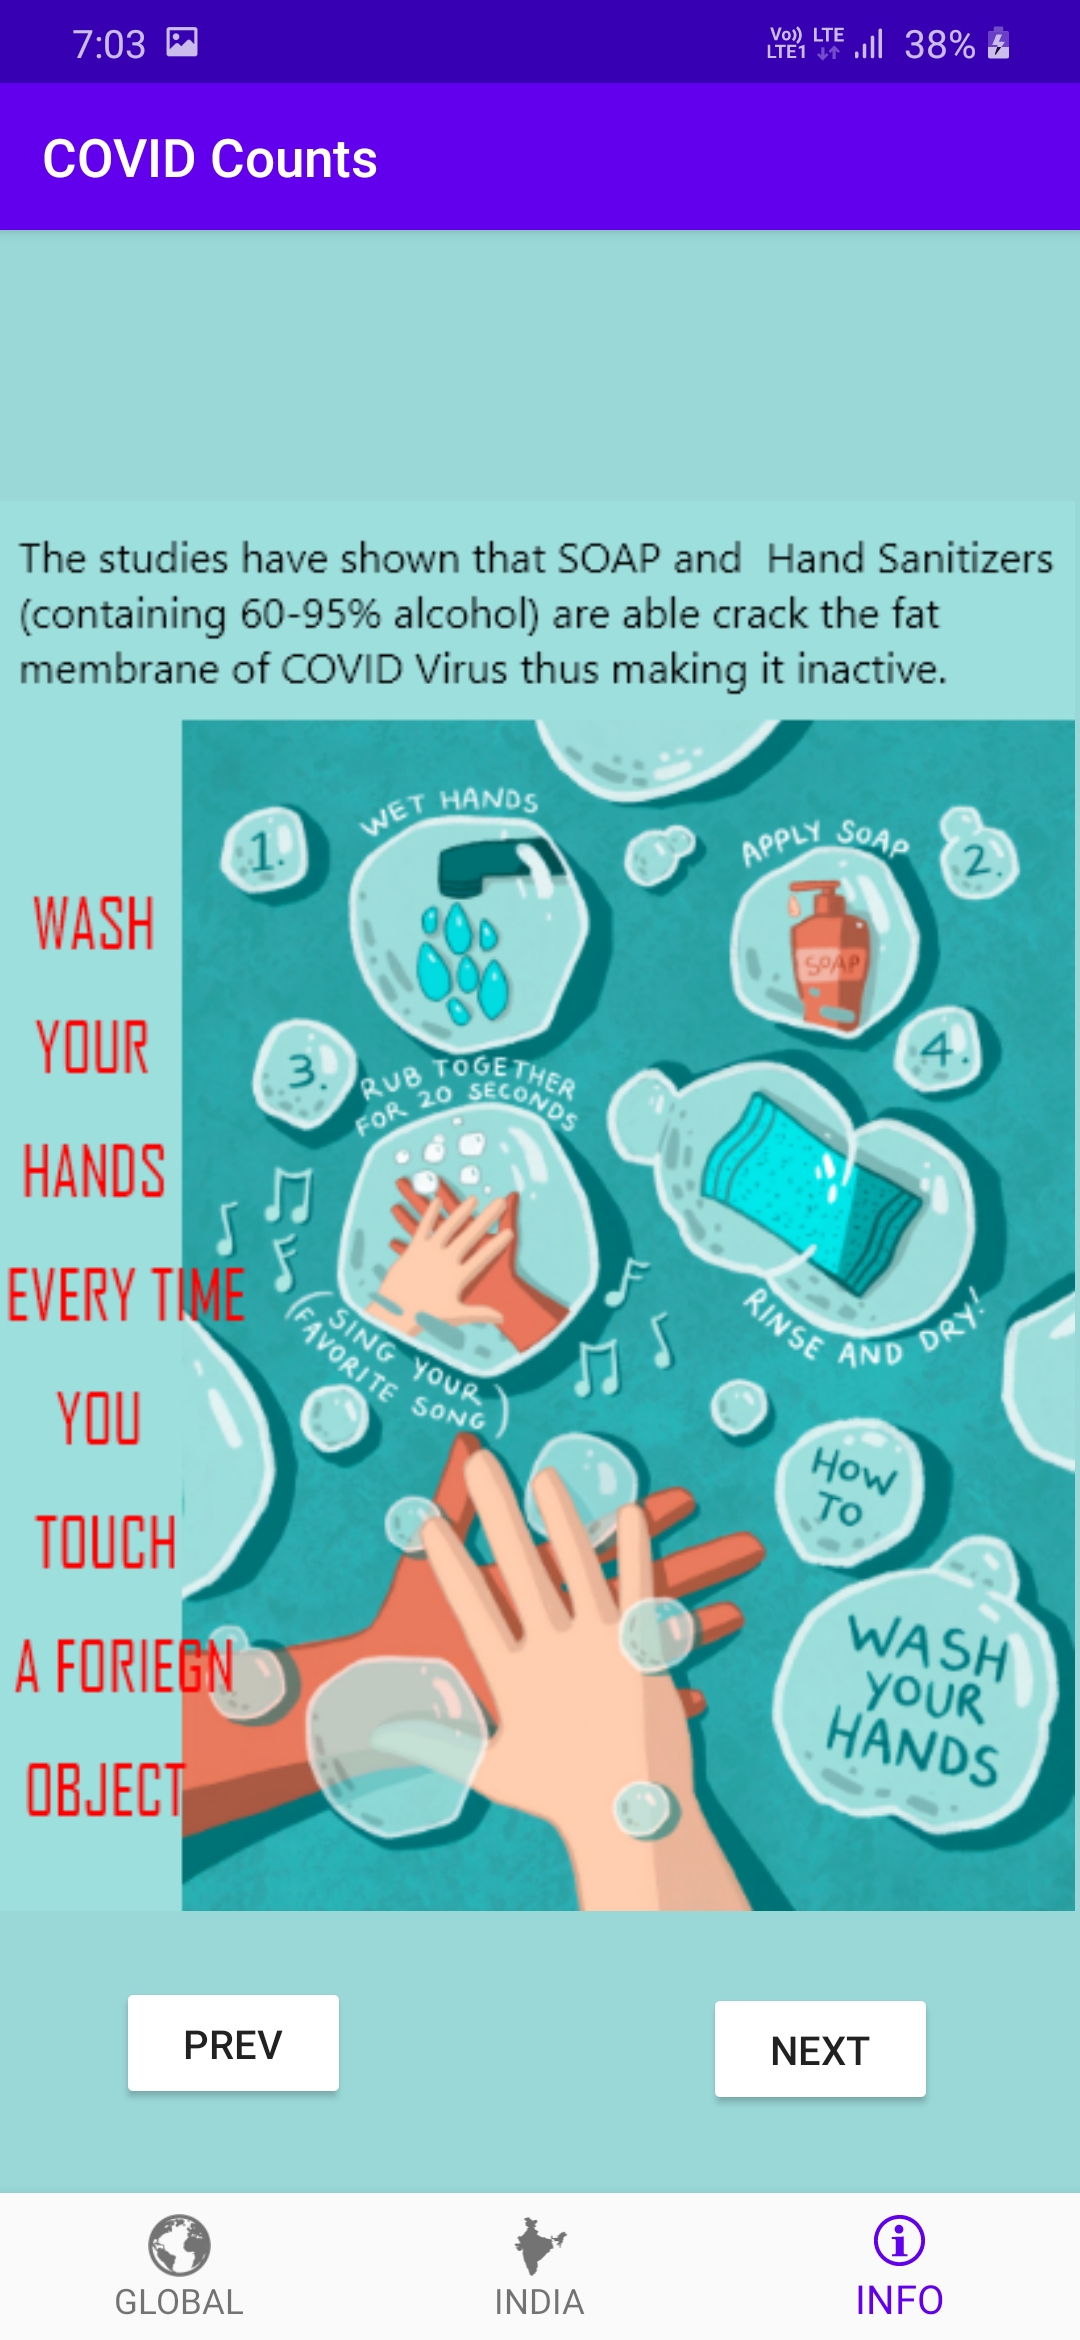 7:03
Vo)) LTE
LTE1
38%
COVID Counts
The studies have shown that SOAP and Hand Sanitizers
(containing 60-95% alcohol) are able crack the fat
membrane of COVID Virus thus making it inactive.
WASH
YOUR
HANDS
EVERY TIME
YOU
TOUCH
A FORIEGN
OBJECT
1.
WET HANDS
APPLY SOAP
2.
SOAP
3.
RUB TOGETHER
FOR 20 SECONDS
(SING YOUR
FAVORITE SONG)
4.
RINSE AND DRY!
HOW
TO
WASH
YOUR
HANDS
PREV
NEXT
GLOBAL
INDIA
INFO